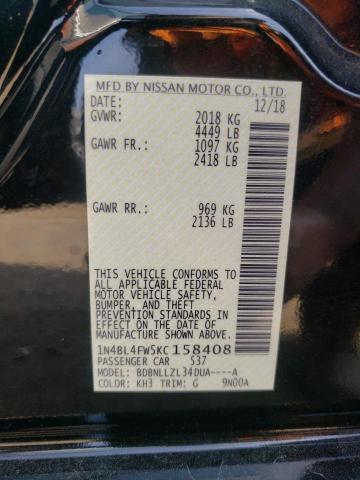 MFD BY NISSAN MOTOR CO., LTD.
DATE: 12/18
GVWR: 2018 KG
4449 LB
GAWR FR.: 1097 KG
2418 LB
GAWR RR.: 969 KG
2136 LB
THIS VEHICLE CONFORMS TO
ALL APPLICABLE FEDERAL
MOTOR VEHICLE SAFETY,
BUMPER, AND THEFT
PREVENTION STANDARDS IN
EFFECT ON THE DATE OF
MANUFACTURE SHOWN ABOVE.
1N4BL4FW5KC158408
PASSENGER CAR 537
MODEL: BDBNLLZL34DUA----A
COLOR: KH3 TRIM: G 9N00A